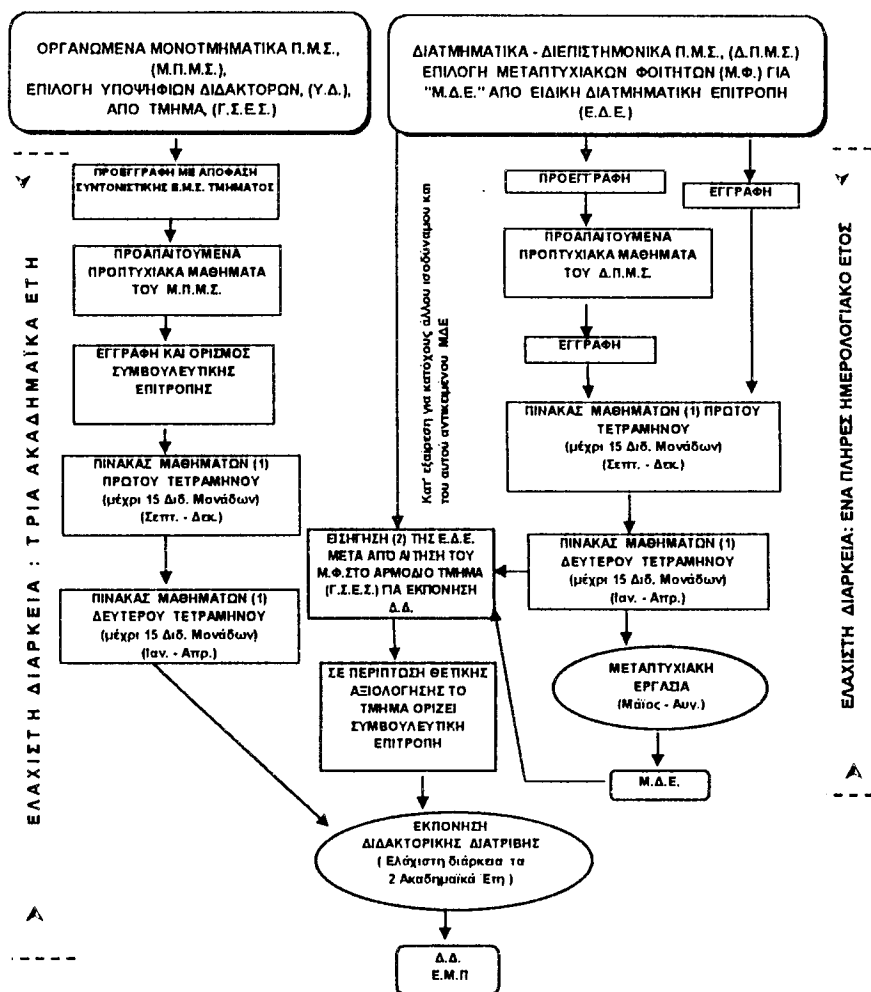 ΟΡΓΑΝΩΜΕΝΑ ΜΟΝΟΤΜΗΜΑΤΙΚΑ Π.Μ.Σ.,
(Μ.Π.Μ.Σ.),
ΕΠΙΛΟΓΗ ΥΠΟΨΗΦΙΩΝ ΔΙΔΑΚΤΟΡΩΝ, (Υ.Δ.),
ΑΠΟ ΤΜΗΜΑ, (Γ.Σ.Ε.Σ.)
ΔΙΑΤΜΗΜΑΤΙΚΑ - ΔΙΕΠΙΣΤΗΜΟΝΙΚΑ Π.Μ.Σ., (Δ.Π.Μ.Σ.)
ΕΠΙΛΟΓΗ ΜΕΤΑΠΤΥΧΙΑΚΩΝ ΦΟΙΤΗΤΩΝ (Μ.Φ.) ΓΙΑ
"Μ.Δ.Ε." ΑΠΟ ΕΙΔΙΚΗ ΔΙΑΤΜΗΜΑΤΙΚΗ ΕΠΙΤΡΟΠΗ
(Ε.Δ.Ε.)
ΕΛΑΧΙΣΤΗ ΔΙΑΡΚΕΙΑ : ΤΡΙΑ ΑΚΑΔΗΜΑΪΚΑ ΕΤΗ
ΠΡΟΕΓΓΡΑΦΗ ΜΕ ΑΠΟΦΑΣΗ
ΣΥΝΤΟΝΙΣΤΙΚΗΣ Ε.Μ.Σ. ΤΜΗΜΑΤΟΣ
ΠΡΟΑΠΑΙΤΟΥΜΕΝΑ
ΠΡΟΠΤΥΧΙΑΚΑ ΜΑΘΗΜΑΤΑ
ΤΟΥ Μ.Π.Μ.Σ.
ΕΓΓΡΑΦΗ ΚΑΙ ΟΡΙΣΜΟΣ
ΣΥΜΒΟΥΛΕΥΤΙΚΗΣ
ΕΠΙΤΡΟΠΗΣ
ΠΙΝΑΚΑΣ ΜΑΘΗΜΑΤΩΝ (1)
ΠΡΩΤΟΥ ΤΕΤΡΑΜΗΝΟΥ
(μέχρι 15 Διδ. Μονάδων)
(Σεπτ. - Δεκ.)
ΠΙΝΑΚΑΣ ΜΑΘΗΜΑΤΩΝ (1)
ΔΕΥΤΕΡΟΥ ΤΕΤΡΑΜΗΝΟΥ
(μέχρι 15 Διδ. Μονάδων)
(Ιαν. - Απρ.)
Κατ' εξαίρεση για κατόχους άλλου ισοδύναμου και
του αυτού αντικειμένου ΜΔΕ
ΠΡΟΕΓΓΡΑΦΗ
ΕΓΓΡΑΦΗ
ΠΡΟΑΠΑΙΤΟΥΜΕΝΑ
ΠΡΟΠΤΥΧΙΑΚΑ ΜΑΘΗΜΑΤΑ
ΤΟΥ Δ.Π.Μ.Σ.
ΕΓΓΡΑΦΗ
ΠΙΝΑΚΑΣ ΜΑΘΗΜΑΤΩΝ (1) ΠΡΩΤΟΥ
ΤΕΤΡΑΜΗΝΟΥ
(μέχρι 15 Διδ. Μονάδων)
(Σεπτ. - Δεκ.)
ΕΙΣΗΓΗΣΗ (2) ΤΗΣ Ε.Δ.Ε.
ΜΕΤΑ ΑΠΌ ΑΙΤΗΣΗ ΤΟΥ
Μ.Φ.ΣΤΟ ΑΡΜΟΔΙΟ ΤΜΗΜΑ
(Γ.Σ.Ε.Σ.) ΓΙΑ ΕΚΠΟΝΗΣΗ
Δ.Δ.
ΠΙΝΑΚΑΣ ΜΑΘΗΜΑΤΩΝ (1)
ΔΕΥΤΕΡΟΥ ΤΕΤΡΑΜΗΝΟΥ
(μέχρι 15 Διδ. Μονάδων)
(Ιαν. - Απρ.)
ΣΕ ΠΕΡΙΠΤΩΣΗ ΘΕΤΙΚΗΣ
ΑΞΙΟΛΟΓΗΣΗΣ ΤΟ
ΤΜΗΜΑ ΟΡΙΖΕΙ
ΣΥΜΒΟΥΛΕΥΤΙΚΗ
ΕΠΙΤΡΟΠΗ
ΜΕΤΑΠΤΥΧΙΑΚΗ
ΕΡΓΑΣΙΑ
(Μάϊος - Αυγ.)
Μ.Δ.Ε.
ΕΚΠΟΝΗΣΗ
ΔΙΔΑΚΤΟΡΙΚΗΣ ΔΙΑΤΡΙΒΗΣ
( Ελάχιστη διάρκεια τα
2 Ακαδημαϊκά Έτη )
Δ.Δ.
Ε.Μ.Π
ΕΛΑΧΙΣΤΗ ΔΙΑΡΚΕΙΑ: ΕΝΑ ΠΛΗΡΕΣ ΗΜΕΡΟΛΟΓΙΑΚΟ ΕΤΟΣ